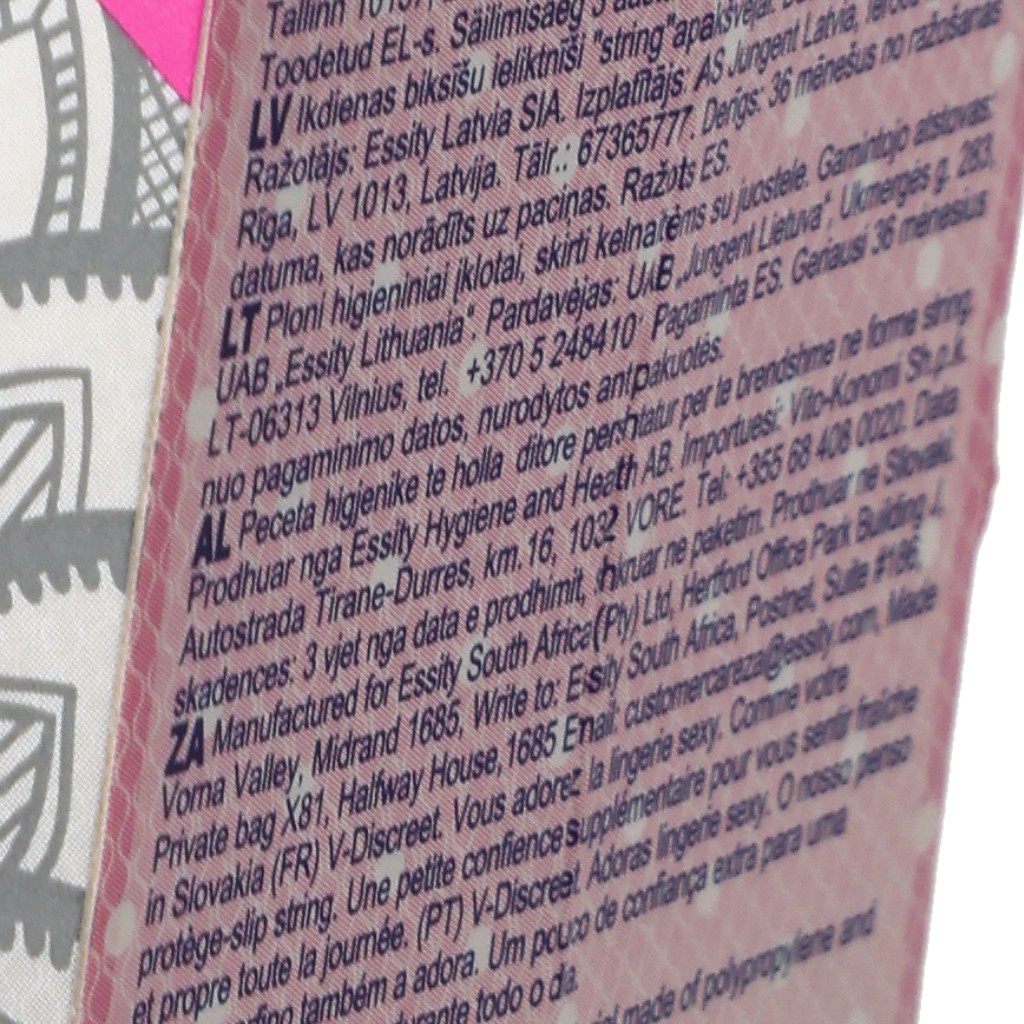 Tallinn
Toodetud EL-s. Säilimisaeg 3
LV Ikdienas biksīšu ieliktnīši "string"apakšveļai.
Ražotājs: Essity Latvia SIA. Izplatītājs: AS Jungent Latvia,
Rīga, LV 1013, Latvija. Tālr.: 67365777. Derīgs: 36 mēnešus no ražošanas
datuma, kas norādīts uz paciņas. Ražots ES.
LT Ploni higieniniai įklotai, skirti kelnaitėms su juostele. Gamintojo atstovas:
UAB „Essity Lithuania“. Pardavėjas: UAB „Jungent Lietuva“. Ukmergės g. 283,
LT-06313 Vilnius, tel. +370 5 248410 Pagaminta ES. Geriausi 36 mėnesius
nuo pagaminimo datos, nurodytos ant pakuotės.
AL Peceta higjenike te holla ditore pershtatur per te brendshme ne forme string.
Prodhuar nga Essity Hygiene and Health AB. Importuesi: Vito-Konomi Sh.p.k.
Autostrada Tirane-Durres, km.16, 1032 VORE. Tel: +355 68 408 0020. Data
skadences: 3 vjet nga data e prodhimit, shkruar ne paketim. Prodhuar ne Sllovaki.
ZA Manufactured for Essity South Africa (Pty) Ltd, Hertford Office Park Building J,
Vorna Valley, Midrand 1685, Write to: Essity South Africa, Postnet, Suite #186,
Private bag X81, Halfway House, 1685 Email: customercareza@essity.com, Made
in Slovakia (FR) V-Discreet. Vous adorez la lingerie sexy. Comme votre
protège-slip string. Une petite confience supplémentaire pour vous sentir fraîche
et propre toute la journée. (PT) V-Discreet. Adoras lingerie sexy. O nosso penso
também a adora. Um pouco de confiança extra para uma
durante todo o dia.
made of polypropylene and